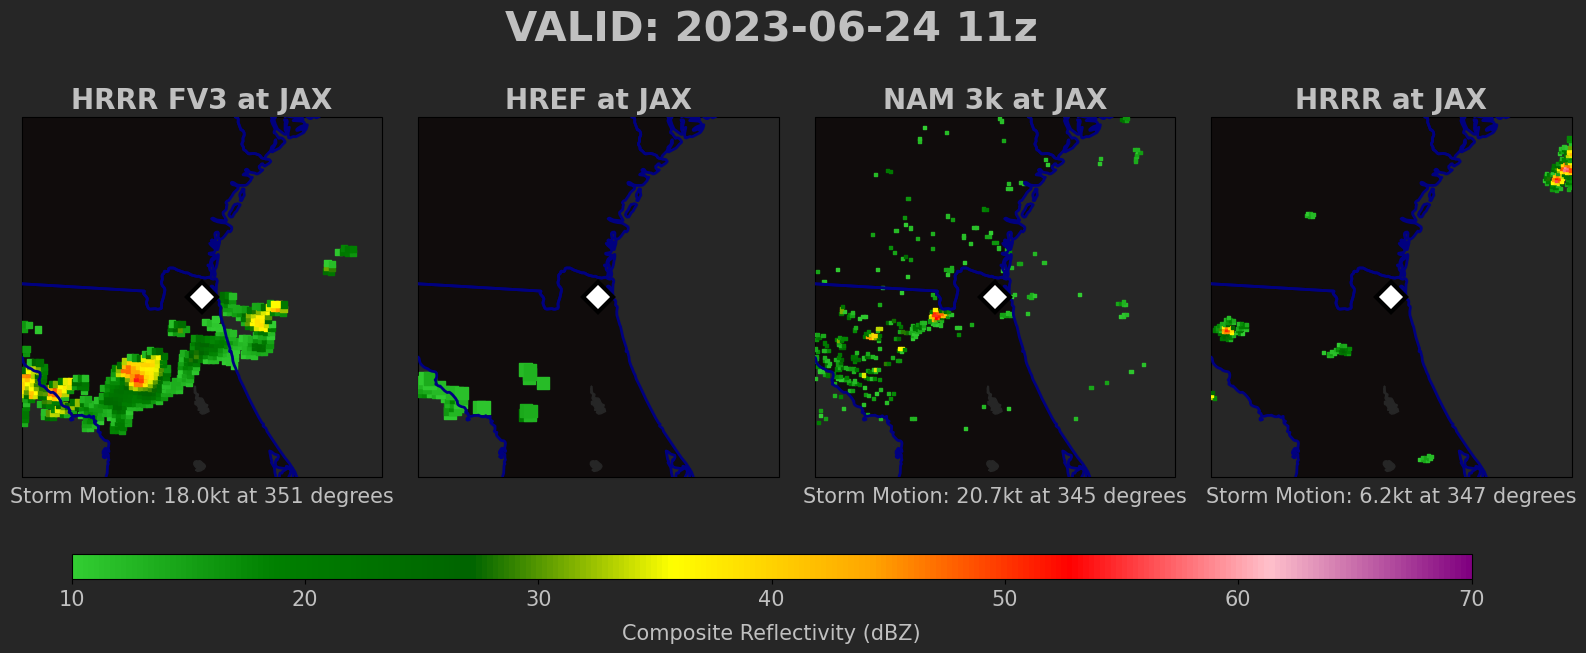 VALID: 2023-06-24 11z
HRRR FV3 at JAX
HREF at JAX
NAM 3k at JAX
HRRR at JAX
Storm Motion: 18.0kt at 351 degrees
Storm Motion: 20.7kt at 345 degrees
Storm Motion: 6.2kt at 347 degrees
10 20 30 40 50 60 70
Composite Reflectivity (dBZ)